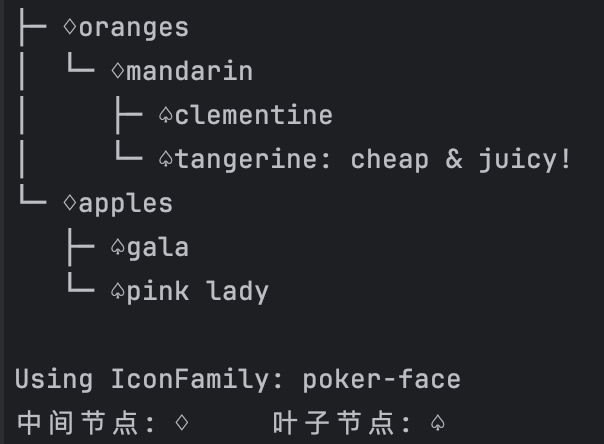 ├─ ♢oranges
│  └─ ♢mandarin
│     ├─ ♤clementine
│     └─ ♤tangerine: cheap & juicy!
└─ ♢apples
   ├─ ♤gala
   └─ ♤pink lady

Using IconFamily: poker-face
中间节点: ♢     叶子节点: ♤